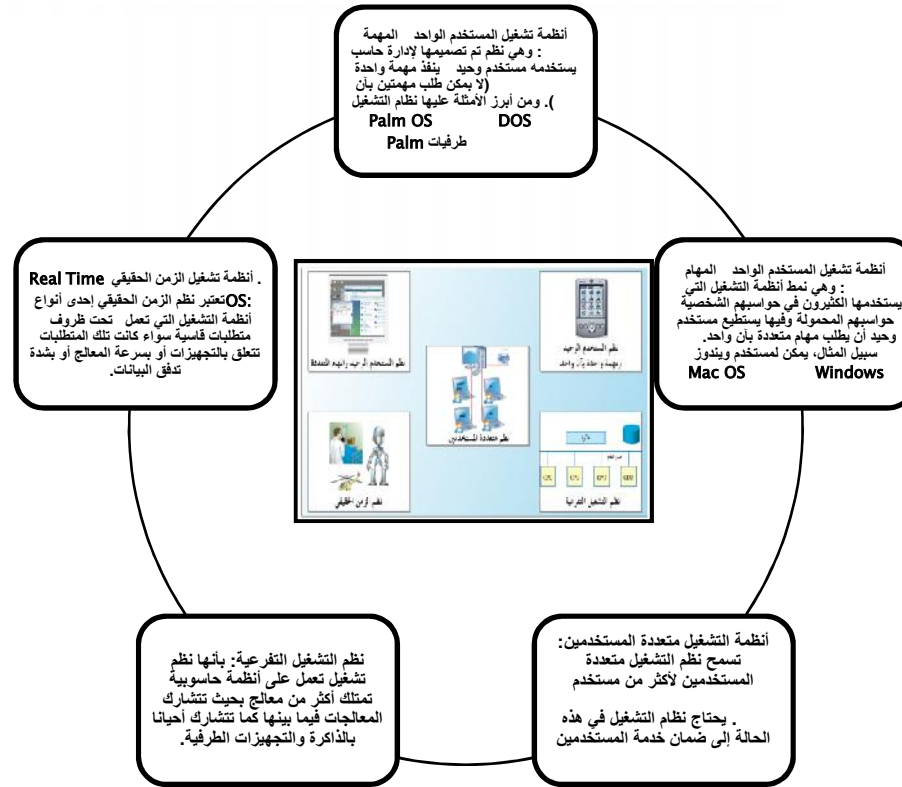 أنظمة تشغيل المستخدم الواحد المهمة
: وهي نظم تم تصميمها لإدارة حاسب
يستخدمه مستخدم وحيد ينفذ مهمة واحدة
(لا يمكن طلب مهمتين بآن
). ومن أبرز الأمثلة عليها نظام التشغيل
DOS Palm OS
طرفيات Palm
أنظمة تشغيل المستخدم الواحد المهام
: وهي نمط أنظمة التشغيل التي
يستخدمها الكثيرون في حواسبهم الشخصية
حواسبهم المحمولة وفيها يستطيع مستخدم
وحيد أن يطلب مهام متعددة بآن واحد.
سبيل المثال، يمكن لمستخدم ويندوز
Windows Mac OS
أنظمة التشغيل متعددة المستخدمين:
تسمح نظم التشغيل متعددة
المستخدمين لأكثر من مستخدم
. يحتاج نظام التشغيل في هذه
الحالة إلى ضمان خدمة المستخدمين
نظم التشغيل التفرعية: بأنها نظم
تشغيل تعمل على أنظمة حاسوبية
تمتلك أكثر من معالج بحيث تتشارك
المعالجات فيما بينها كما تتشارك أحيانا
بالذاكرة والتجهيزات الطرفية.
. أنظمة تشغيل الزمن الحقيقي Real Time
OS: تعتبر نظم الزمن الحقيقي إحدى أنواع
أنظمة التشغيل التي تعمل تحت ظروف
متطلبات قاسية سواء كانت تلك المتطلبات
تتعلق بالتجهيزات أو بسرعة المعالج أو بشدة
تدفق البيانات.
نظم المستخدم الوحيد
نظم المستخدم الوحيد والمهام المتعددة
نظم متعددة المستخدمين
نظم الزمن الحقيقي
نظم التشغيل التفرعية